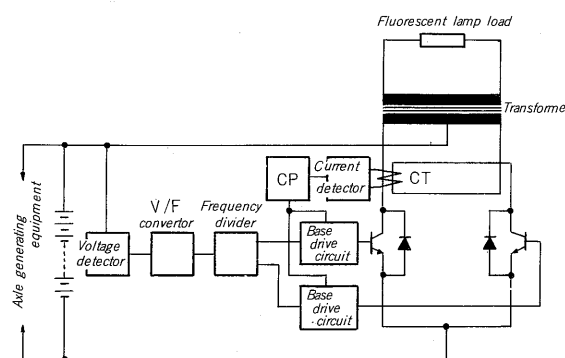 Fluorescent lamp load
Transforme
CP
Current
detector
CT
Axle generating
equipment
V/F
convertor
Frequency
divider
Voltage
detector
Base
drive
circuit
Base
drive
circuit